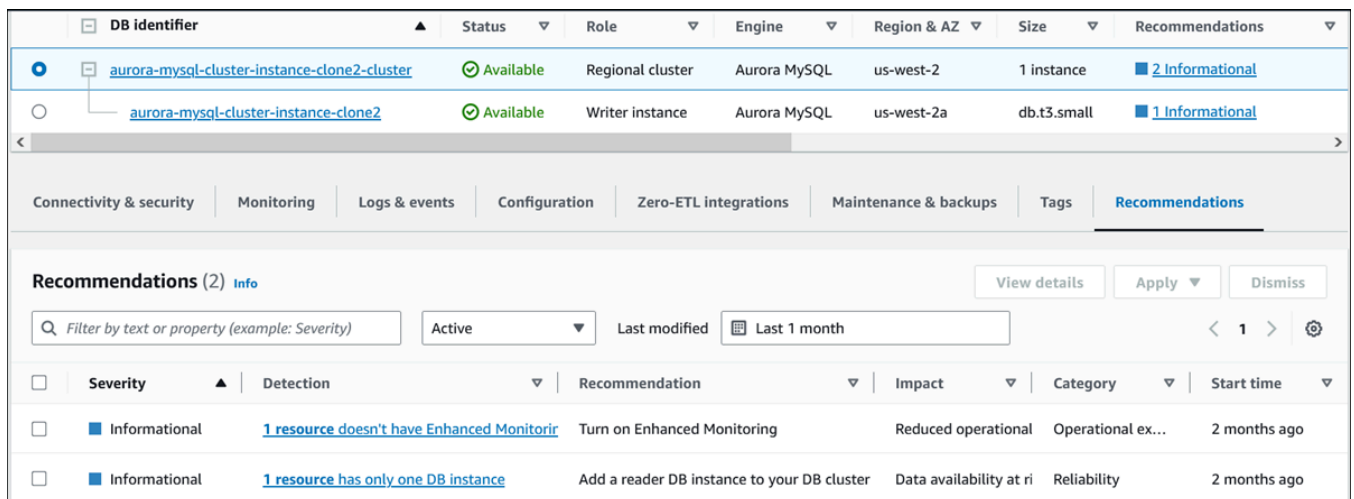 DB identifier Status Role Engine Region & AZ Size Recommendations
aurora-mysql-cluster-instance-clone2-cluster Available Regional cluster Aurora MySQL us-west-2 1 instance 2 Informational
aurora-mysql-cluster-instance-clone2 Available Writer instance Aurora MySQL us-west-2a db.t3.small 1 Informational
Connectivity & security Monitoring Logs & events Configuration Zero-ETL integrations Maintenance & backups Tags Recommendations
Recommendations (2) Info View details Apply Dismiss
Filter by text or property (example: Severity) Active Last modified Last 1 month 1
Severity Detection Recommendation Impact Category Start time
Informational 1 resource doesn't have Enhanced Monitorin Turn on Enhanced Monitoring Reduced operational Operational ex... 2 months ago
Informational 1 resource has only one DB instance Add a reader DB instance to your DB cluster Data availability at ri Reliability 2 months ago